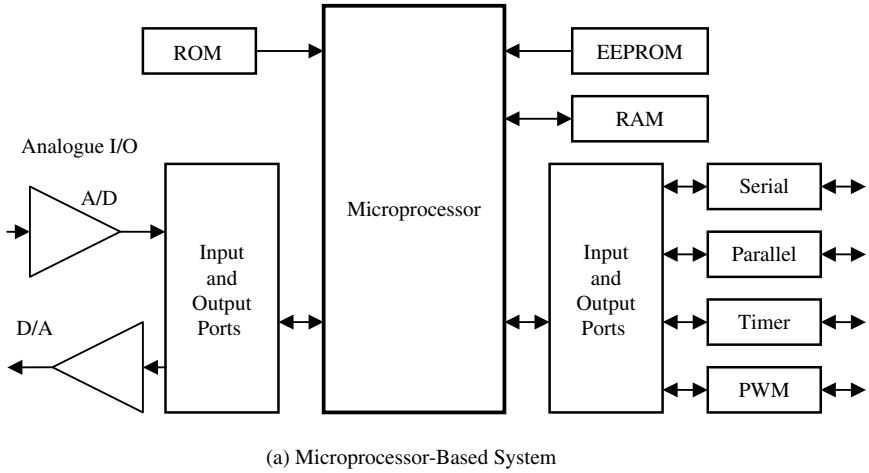 ROM
EEPROM
RAM
Analogue I/O
A/D
Microprocessor
Input
and
Output
Ports
D/A
Input
and
Output
Ports
Serial
Parallel
Timer
PWM
(a) Microprocessor-Based System